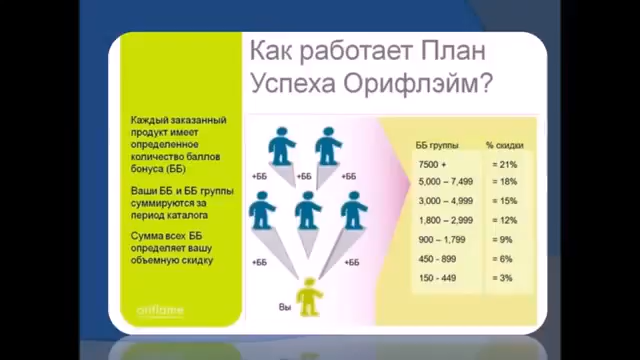 Как работает План
Успеха Орифлэйм?
Каждый заказанный
продукт имеет
определенное
количество баллов
бонуса (ББ)
Ваши ББ и ББ группы
суммируются за
период каталога
Сумма всех ББ
определяет вашу
объемную скидку
oriflame
+ББ +ББ +ББ
+ББ +ББ
Вы
ББ группы % скидки
7500 + = 21%
5,000 – 7,499 = 18%
3,000 – 4,999 = 15%
1,800 – 2,999 = 12%
900 – 1,799 = 9%
450 - 899 = 6%
150 - 449 = 3%